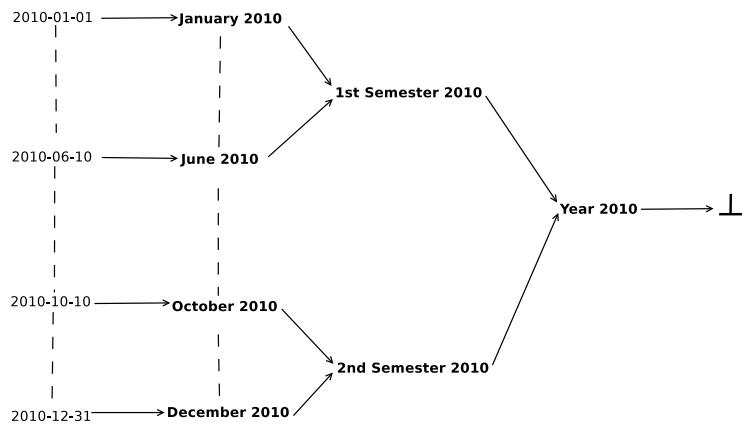 2010-01-01
January 2010
1st Semester 2010
2010-06-10
June 2010
Year 2010
2010-10-10
October 2010
2nd Semester 2010
2010-12-31
December 2010